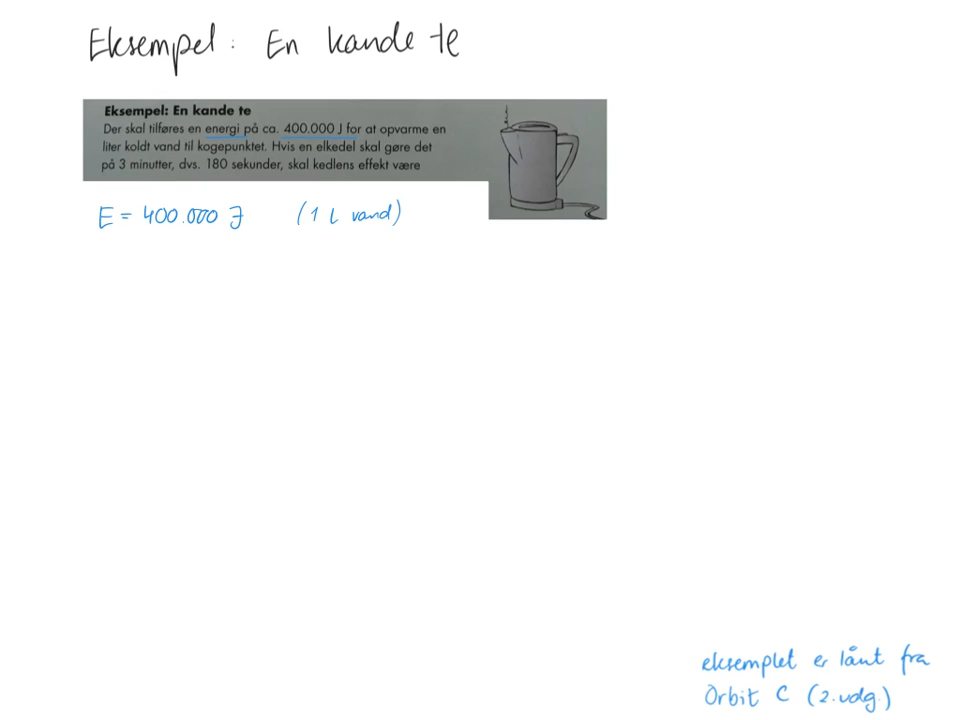 Eksempel: En kande te
Eksempel: En kande te
Der skal tilføres en energi på ca. 400.000 J for at opvarme en
liter koldt vand til kogepunktet. Hvis en elkedel skal gøre det
på 3 minutter, dvs. 180 sekunder, skal kedlens effekt være
E = 400.000 J (1 L vand)
eksemplet er lånt fra
Orbit C (2. udg.)